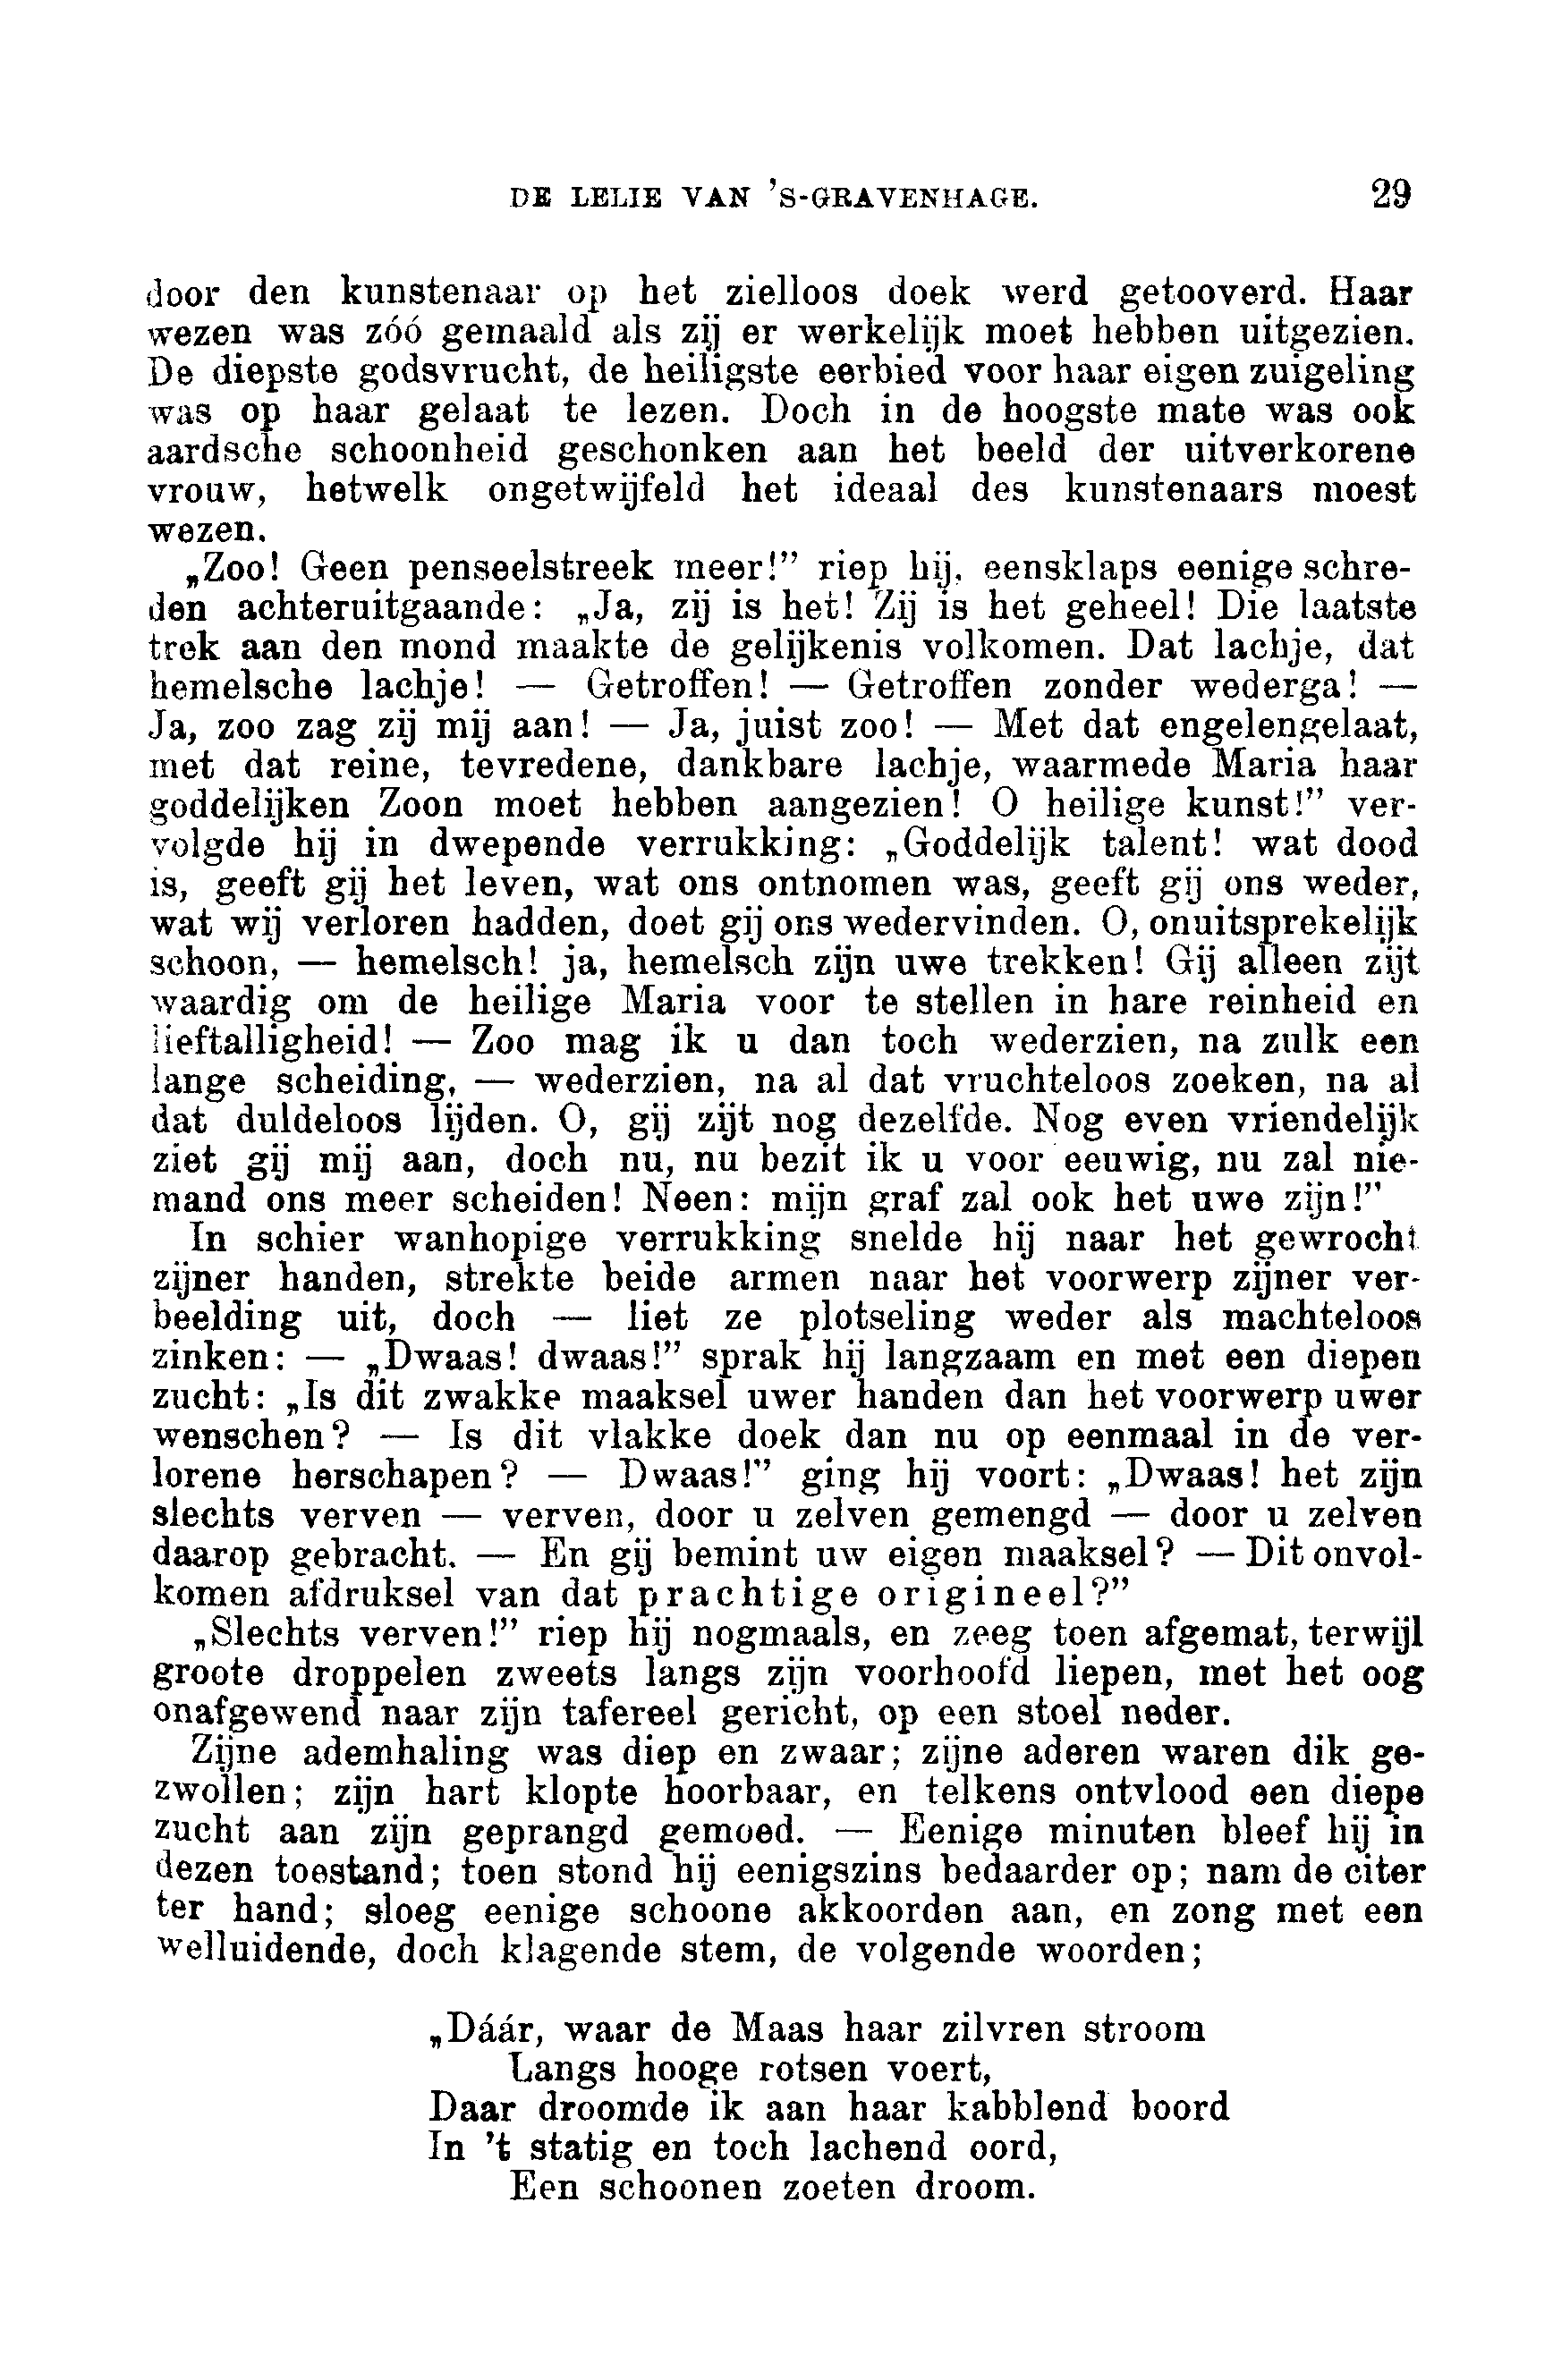 DE LELIE VAN 'S-GRAVENHAGE. 29
door den kunstenaar op het zielloos doek werd getooverd. Haar
wezen was zóó gemaald als zij er werkelijk moet hebben uitgezien.
De diepste godsvrucht, de heiligste eerbied voor haar eigen zuigeling
was op haar gelaat te lezen. Doch in de hoogste mate was ook
aardsche schoonheid geschonken aan het beeld der uitverkorene
vrouw, hetwelk ongetwijfeld het ideaal des kunstenaars moest
wezen.
„Zoo! Geen penseelstreek meer!” riep hij, eensklaps eenige schre-
den achteruitgaande: „Ja, zij is het! Zij is het geheel! Die laatste
trek aan den mond maakte de gelijkenis volkomen. Dat lachje, dat
hemelsche lachje! — Getroffen! — Getroffen zonder wederga! —
Ja, zoo zag zij mij aan! — Ja, juist zoo! — Met dat engelengelaat,
met dat reine, tevredene, dankbare lachje, waarmede Maria haar
goddelijken Zoon moet hebben aangezien! O heilige kunst!” ver-
volgde hij in dwepende verrukking: „Goddelijk talent! wat dood
is, geeft gij het leven, wat ons ontnomen was, geeft gij ons weder,
wat wij verloren hadden, doet gij ons wedervinden. O, onuitsprekelijk
schoon, — hemelsch! ja, hemelsch zijn uwe trekken! Gij alleen zijt
waardig om de heilige Maria voor te stellen in hare reinheid en
lieftalligheid! — Zoo mag ik u dan toch wederzien, na zulk een
lange scheiding, — wederzien, na al dat vruchteloos zoeken, na al
dat duldeloos lijden. O, gij zijt nog dezelfde. Nog even vriendelijk
ziet gij mij aan, doch nu, nu bezit ik u voor eeuwig, nu zal nie-
mand ons meer scheiden! Neen: mijn graf zal ook het uwe zijn!”
In schier wanhopige verrukking snelde hij naar het gewrocht
zijner handen, strekte beide armen naar het voorwerp zijner ver-
beelding uit, doch — liet ze plotseling weder als machteloos
zinken: — „Dwaas! dwaas!” sprak hij langzaam en met een diepen
zucht: „Is dit zwakke maaksel uwer handen dan het voorwerp uwer
wenschen? — Is dit vlakke doek dan nu op eenmaal in de ver-
lorene herschapen? — Dwaas!” ging hij voort: „Dwaas! het zijn
slechts verven — verven, door u zelven gemengd — door u zelven
daarop gebracht. — En gij bemint uw eigen maaksel? — Dit onvol-
komen afdruksel van dat prachtige origineel?”
„Slechts verven!” riep hij nogmaals, en zeeg toen afgemat, terwijl
groote droppelen zweets langs zijn voorhoofd liepen, met het oog
onafgewend naar zijn tafereel gericht, op een stoel neder.
Zijne ademhaling was diep en zwaar; zijne aderen waren dik ge-
zwollen; zijn hart klopte hoorbaar, en telkens ontvlood een diepe
zucht aan zijn geprangd gemoed. — Eenige minuten bleef hij in
dezen toestand; toen stond hij eenigszins bedaarder op; nam de citer
ter hand; sloeg eenige schoone akkoorden aan, en zong met een
welluidende, doch klagende stem, de volgende woorden;
„Dáár, waar de Maas haar zilvren stroom
Langs hooge rotsen voert,
Daar droomde ik aan haar kabblend boord
In 't statig en toch lachend oord,
Een schoonen zoeten droom.